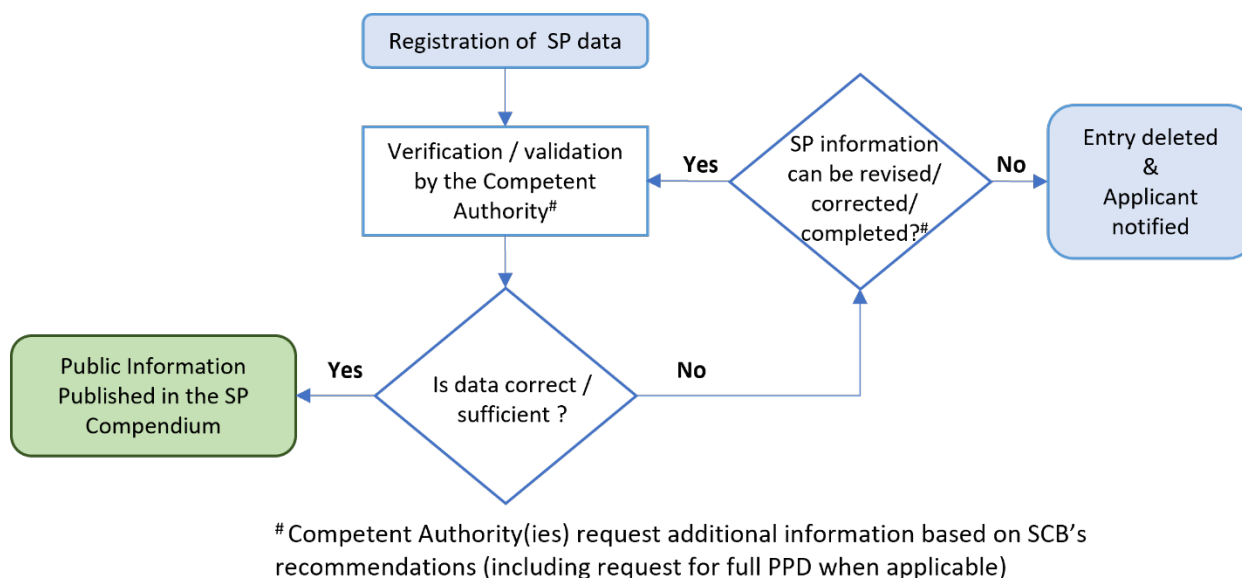 Registration of SP data
Verification / validation
by the Competent
Authority#
SP information
can be revised/
corrected/
completed?#
Yes
No
Entry deleted
&
Applicant
notified
Is data correct /
sufficient ?
Yes
No
Public Information
Published in the SP
Compendium
# Competent Authority(ies) request additional information based on SCB’s
recommendations (including request for full PPD when applicable)